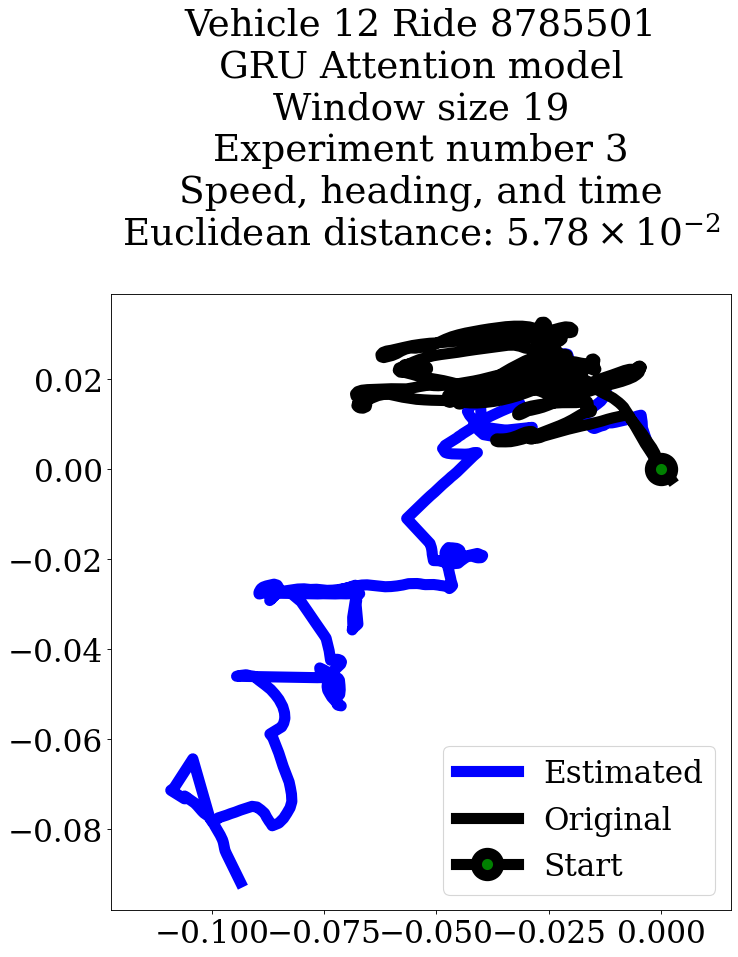 Vehicle 12 Ride 8785501
GRU Attention model
Window size 19
Experiment number 3
Speed, heading, and time
Euclidean distance: 5.78 × 10⁻²
0.02
0.00
−0.02
−0.04
−0.06
−0.08
Estimated
Original
Start
−0.100 −0.075 −0.050 −0.025 0.000